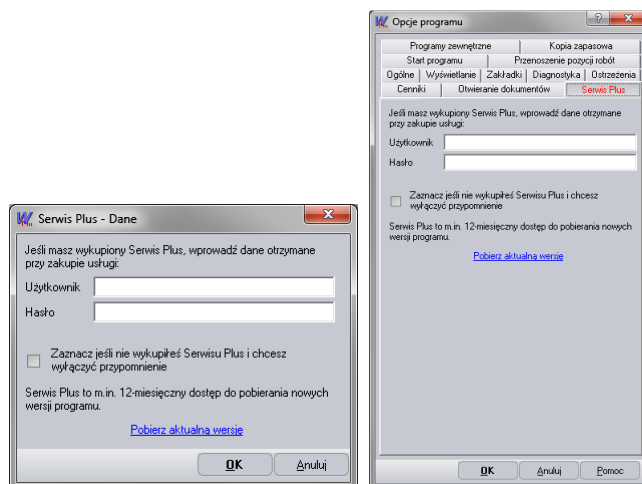 Serwis Plus - Dane
Jeśli masz wykupiony Serwis Plus, wprowadź dane otrzymane
przy zakupie usługi:
Użytkownik
Hasło
Zaznacz jeśli nie wykupiłeś Serwisu Plus i chcesz
wyłączyć przypomnienie
Serwis Plus to m.in. 12-miesięczny dostęp do pobierania nowych
wersji programu.
Pobierz aktualną wersję
OK Anuluj
Opcje programu
Programy zewnętrzne Kopia zapasowa
Start programu Przenoszenie pozycji robót
Ogólne Wyświetlanie Zakładki Diagnostyka Ostrzeżenia
Cenniki Otwieranie dokumentów Serwis Plus
Jeśli masz wykupiony Serwis Plus, wprowadź dane otrzymane
przy zakupie usługi:
Użytkownik
Hasło
Zaznacz jeśli nie wykupiłeś Serwisu Plus i chcesz
wyłączyć przypomnienie
Serwis Plus to m.in. 12-miesięczny dostęp do pobierania nowych
wersji programu.
Pobierz aktualną wersję
OK Anuluj Pomoc